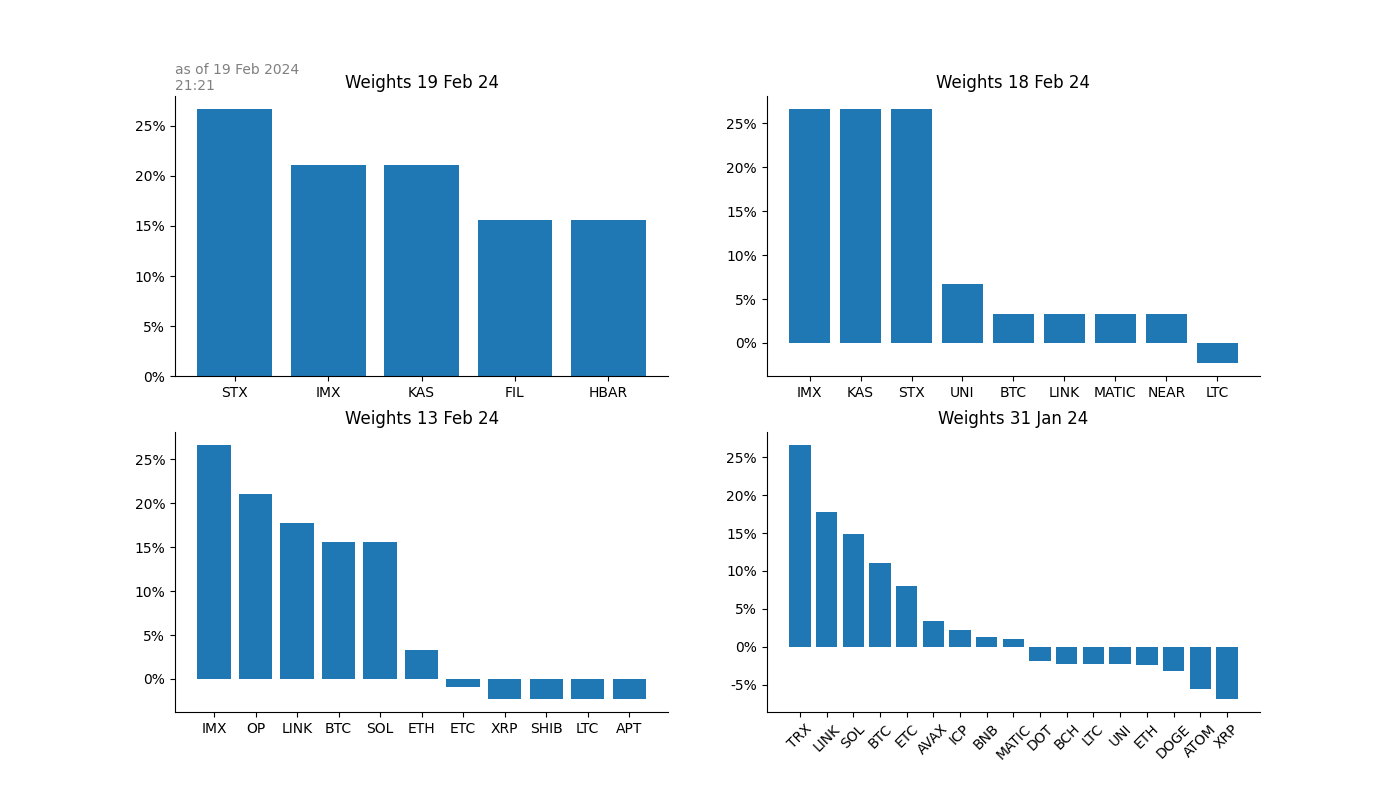 as of 19 Feb 2024
21:21
Weights 19 Feb 24
25%
20%
15%
10%
5%
0%
STX IMX KAS FIL HBAR
Weights 18 Feb 24
25%
20%
15%
10%
5%
0%
IMX KAS STX UNI BTC LINK MATIC NEAR LTC
Weights 13 Feb 24
25%
20%
15%
10%
5%
0%
IMX OP LINK BTC SOL ETH ETC XRP SHIB LTC APT
Weights 31 Jan 24
25%
20%
15%
10%
5%
0%
-5%
TRX LINK SOL BTC ETC AVAX ICP BNB MATIC DOT BCH LTC UNI ETH DOGE ATOM XRP